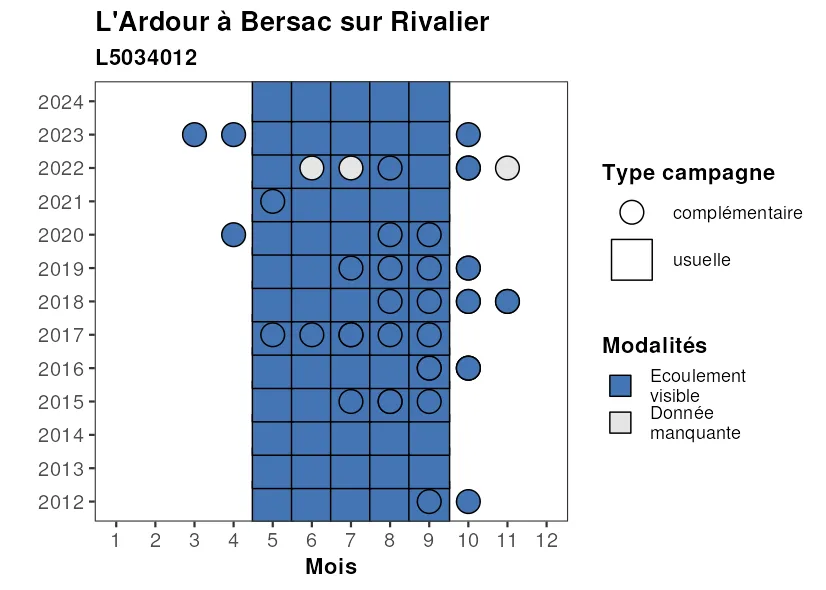 L'Ardour à Bersac sur Rivalier
L5034012
2024
2023
2022
2021
2020
2019
2018
2017
2016
2015
2014
2013
2012
1 2 3 4 5 6 7 8 9 10 11 12
Mois
Type campagne
complémentaire
usuelle
Modalités
Ecoulement
visible
Donnée
manquante